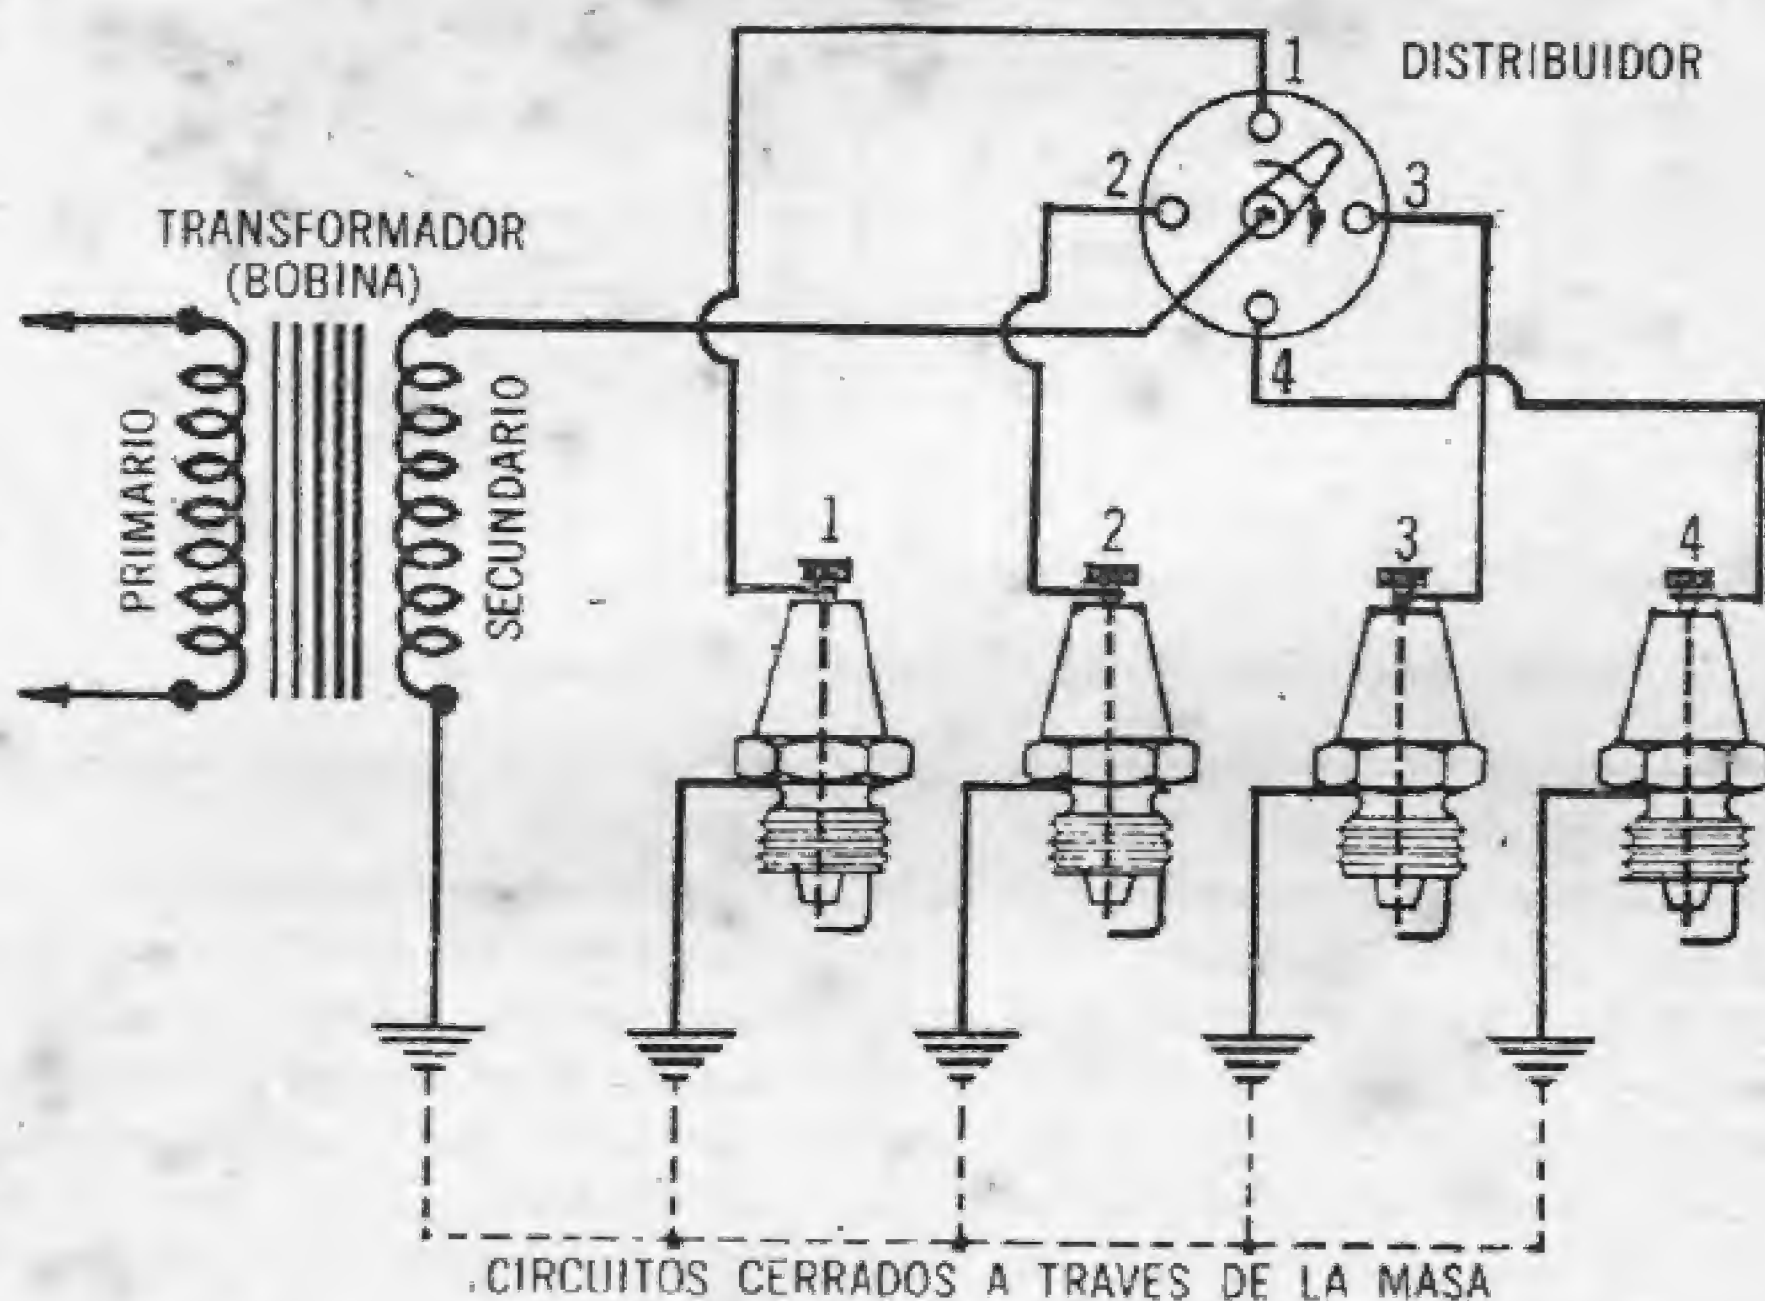 DISTRIBUIDOR
1
2
3
4
TRANSFORMADOR
(BOBINA)
PRIMARIO
SECUNDARIO
1
2
3
4
CIRCUITOS CERRADOS A TRAVES DE LA MASA